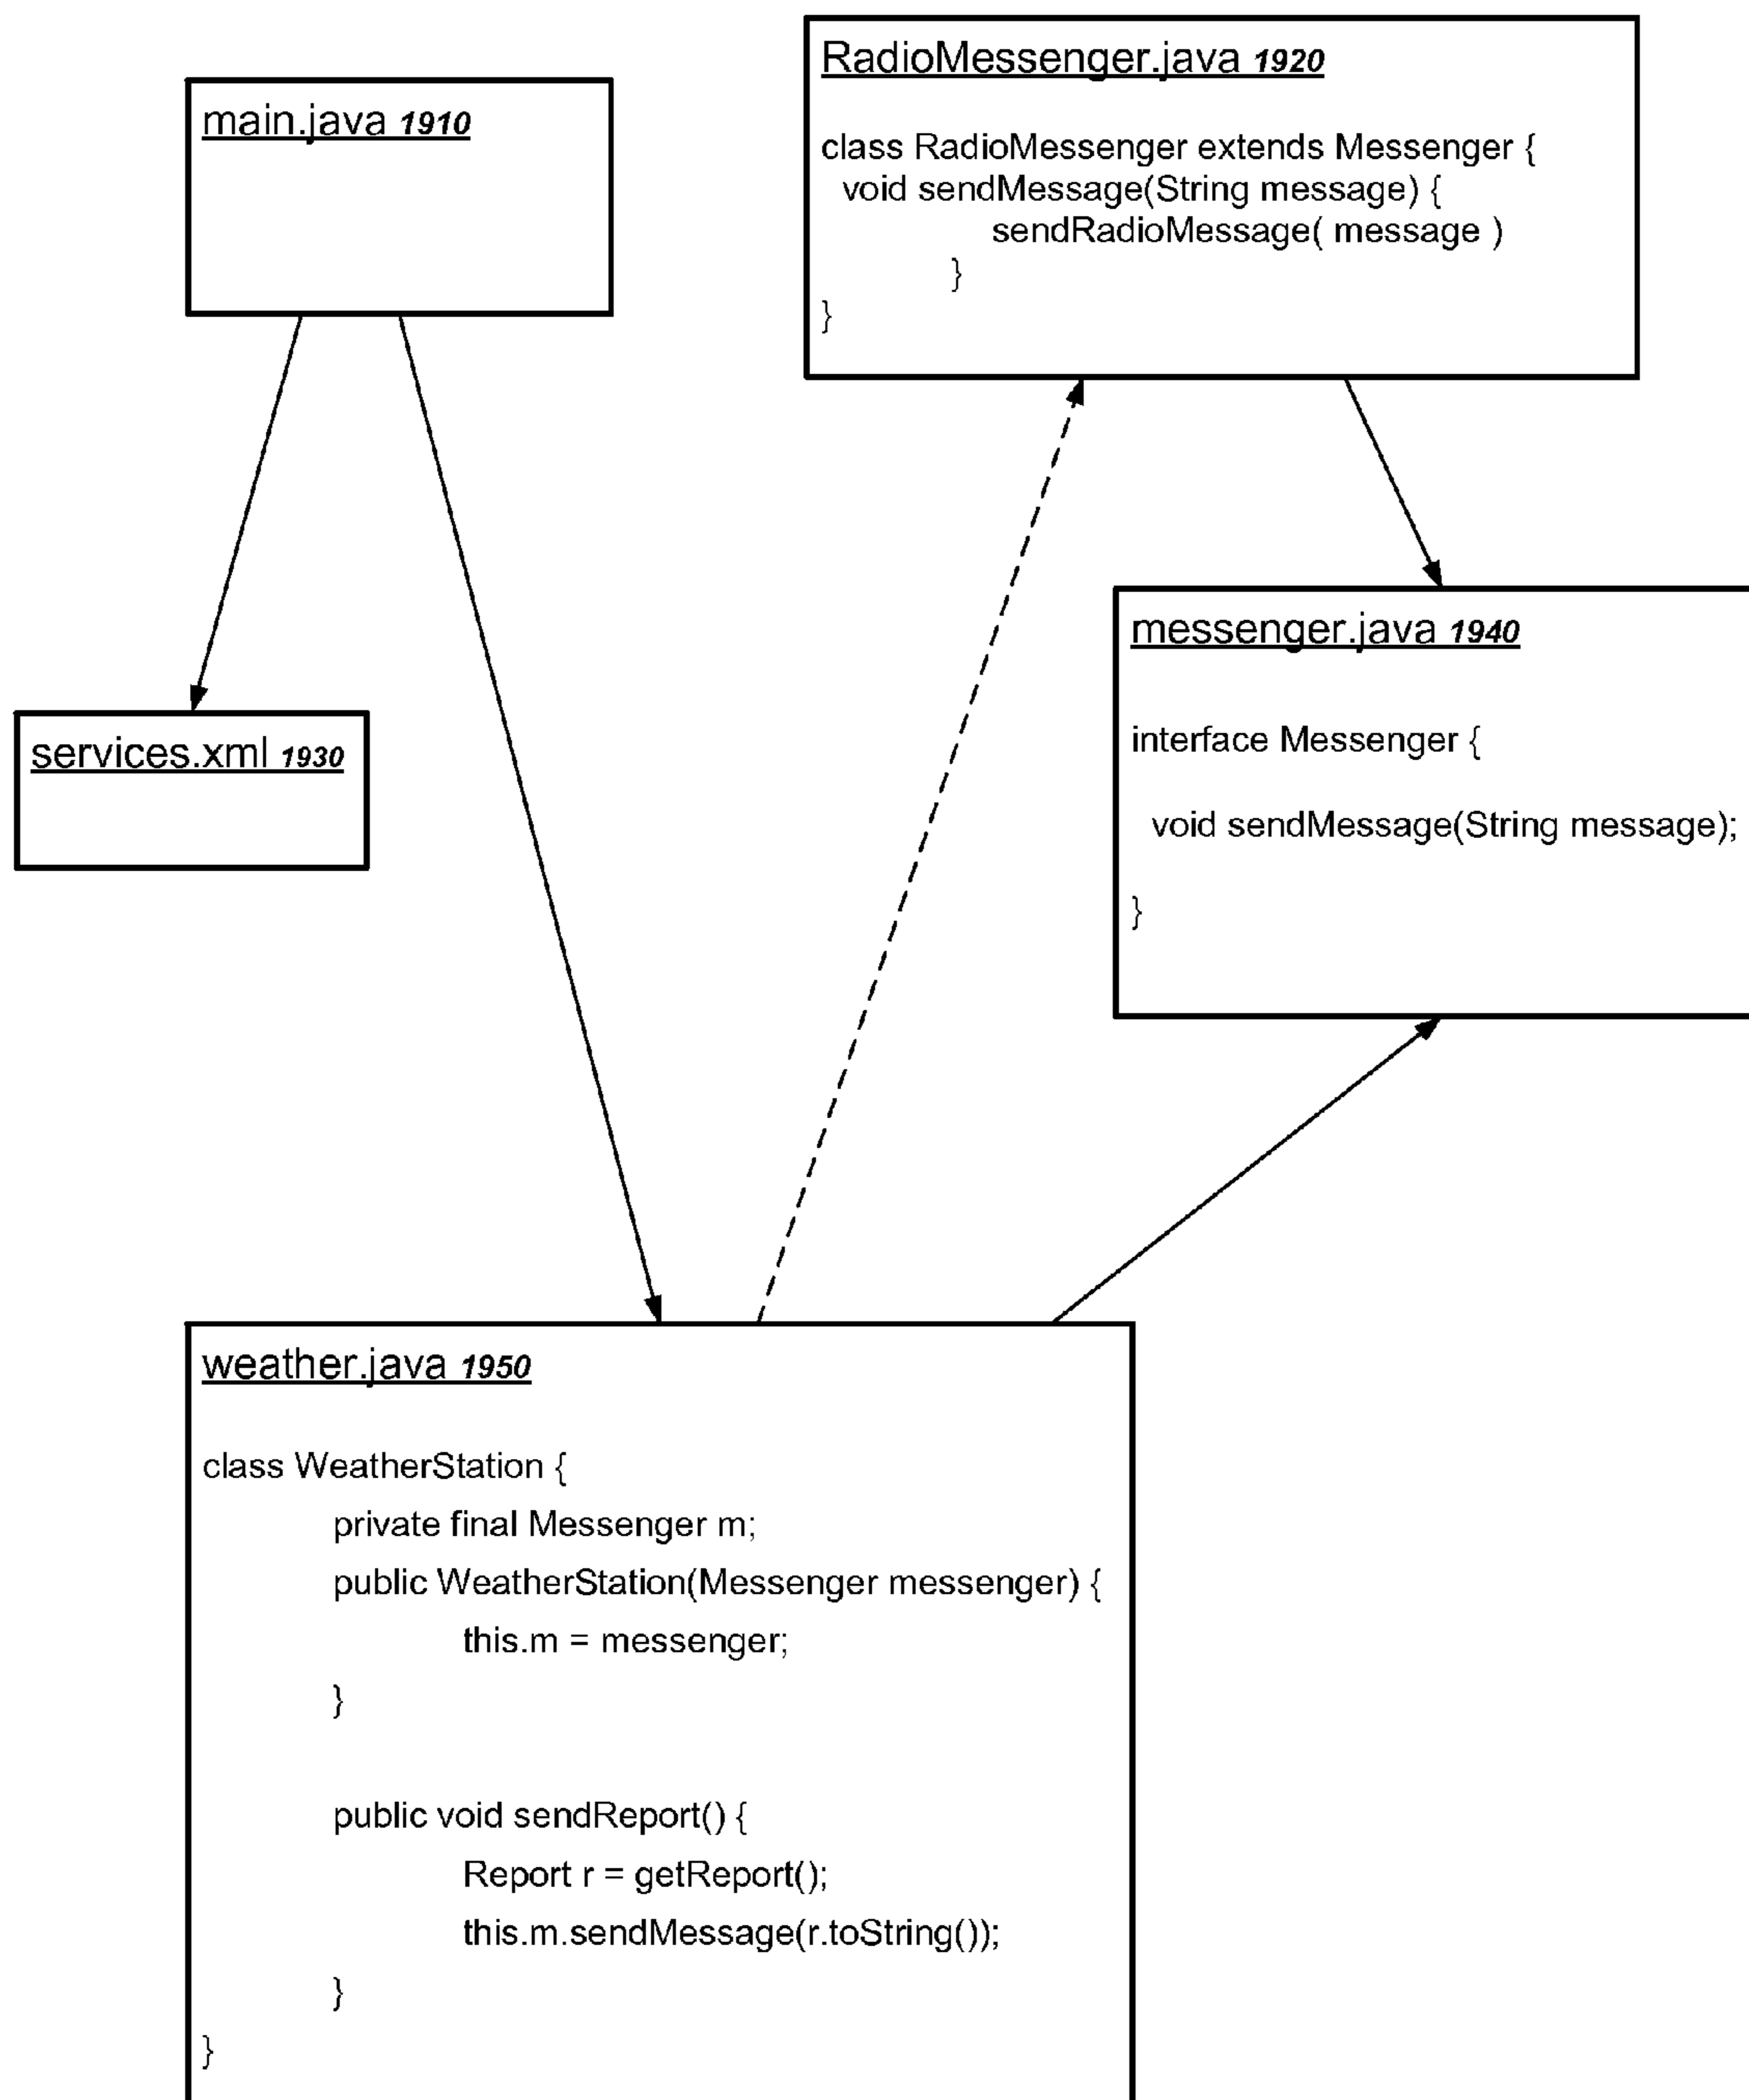 main.java 1910
RadioMessenger.java 1920
class RadioMessenger extends Messenger {
void sendMessage(String message) {
sendRadioMessage( message )
}
}
services.xml 1930
messenger.java 1940
interface Messenger {
void sendMessage(String message);
}
weather.java 1950
class WeatherStation {
private final Messenger m;
public WeatherStation(Messenger messenger) {
this.m = messenger;
}
public void sendReport() {
Report r = getReport();
this.m.sendMessage(r.toString());
}
}